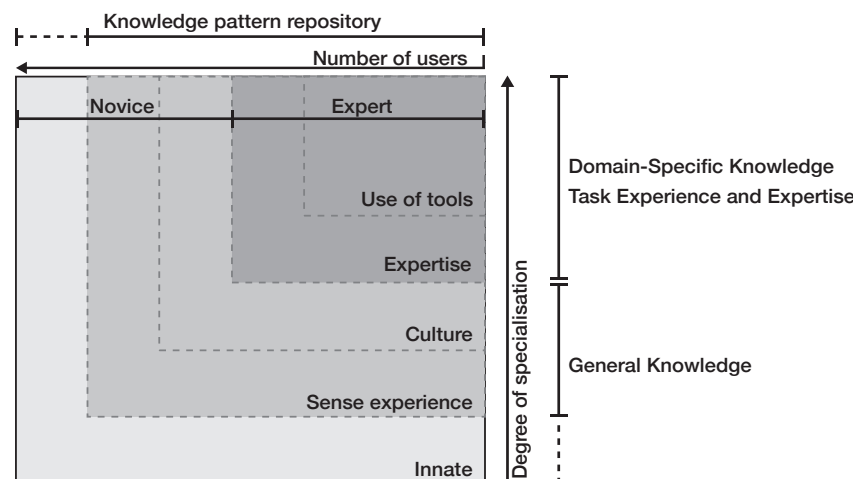 Knowledge pattern repository
Number of users
Novice
Expert
Use of tools
Expertise
Culture
Sense experience
Innate
Degree of specialisation
Domain-Specific Knowledge
Task Experience and Expertise
General Knowledge